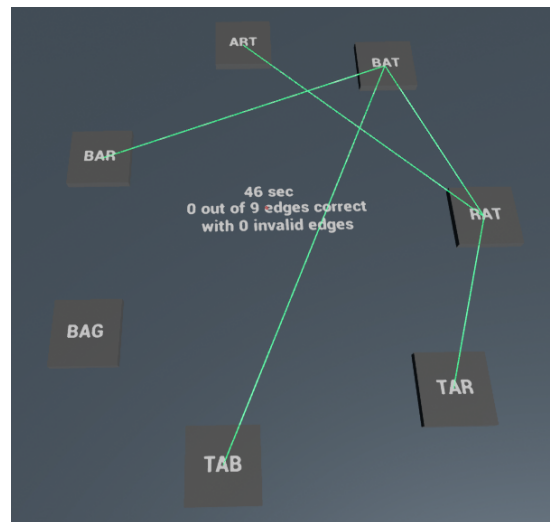 ART
BAT
BAR
46 sec
0 out of 9 edges correct
with 0 invalid edges
RAT
BAG
TAR
TAB